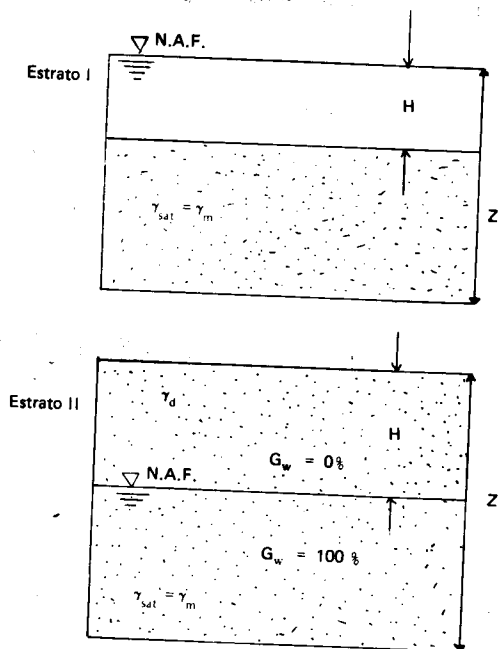 ▽ N.A.F.
Estrato I
H
γsat = γm
Z
Estrato II
γd
H
Gw = 0%
▽ N.A.F.
Z
Gw = 100 %
γsat = γm